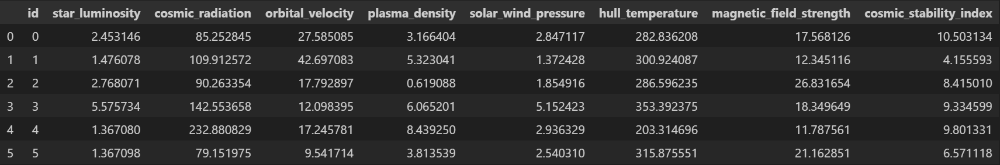 id star_luminosity cosmic_radiation orbital_velocity plasma_density solar_wind_pressure hull_temperature magnetic_field_strength cosmic_stability_index
0 0 2.453146 85.252845 27.585085 3.166404 2.847117 282.836208 17.568126 10.503134
1 1 1.476078 109.912572 42.697083 5.323041 1.372428 300.924087 12.345116 4.155593
2 2 2.768071 90.263354 17.792897 0.619088 1.854916 286.596235 26.831654 8.415010
3 3 5.575734 142.553658 12.098395 6.065201 5.152423 353.392375 18.349649 9.334599
4 4 1.367080 232.880829 17.245781 8.439250 2.936329 203.314696 11.787561 9.801331
5 5 1.367098 79.151975 9.541714 3.813539 2.540310 315.875551 21.162851 6.571118